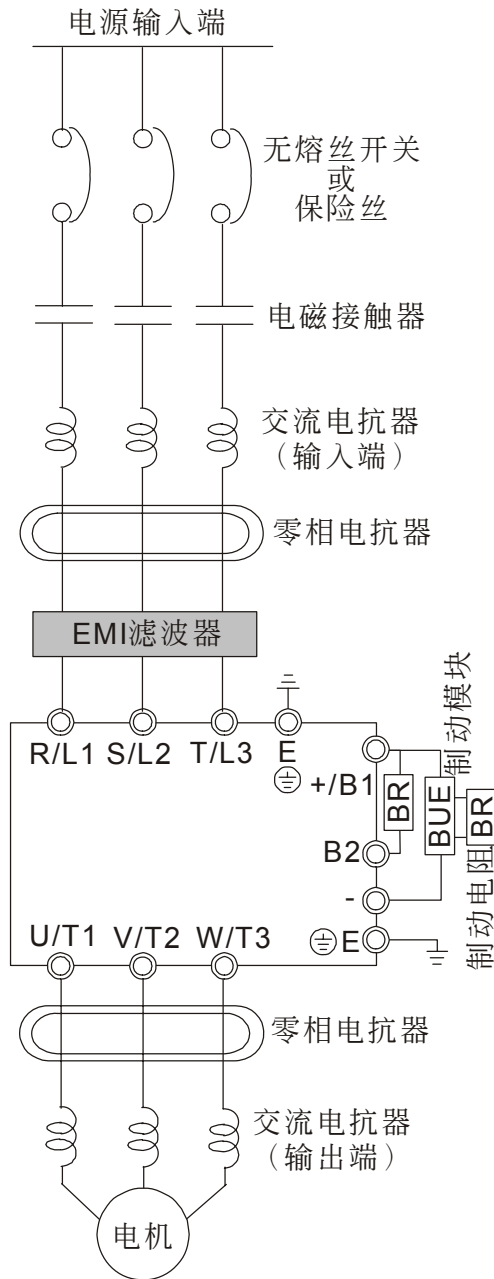 电源输入端
无熔丝开关
或
保险丝
电磁接触器
交流电抗器
（输入端）
零相电抗器
EMI滤波器
R/L1 S/L2 T/L3 E
+/B1
BR
BUE
BR
制动模块
制动电阻
B2
-
E
U/T1 V/T2 W/T3
零相电抗器
交流电抗器
（输出端）
电机